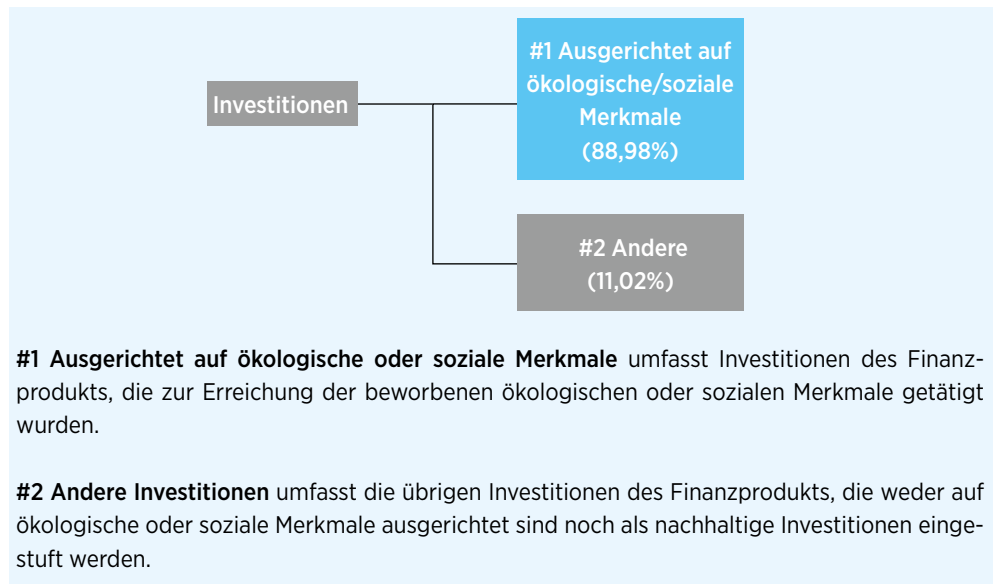 #1 Ausgerichtet auf
ökologische/soziale
Merkmale
(88,98%)
Investitionen
#2 Andere
(11,02%)
#1 Ausgerichtet auf ökologische oder soziale Merkmale umfasst Investitionen des Finanz-
produkts, die zur Erreichung der beworbenen ökologischen oder sozialen Merkmale getätigt
wurden.
#2 Andere Investitionen umfasst die übrigen Investitionen des Finanzprodukts, die weder auf
ökologische oder soziale Merkmale ausgerichtet sind noch als nachhaltige Investitionen einge-
stuft werden.